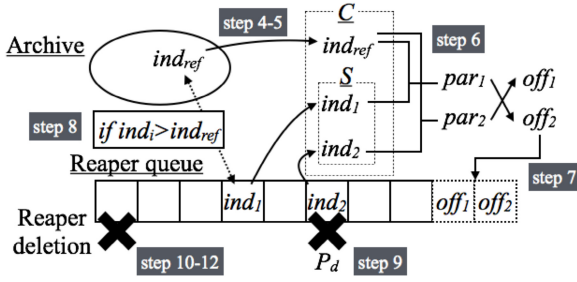 step 4-5
C
step 6
Archive
ind_ref
ind_ref
S
par_1
off_1
ind_1
step 8
if ind_i>ind_ref
par_2
off_2
ind_2
Reaper queue
step 7
ind_1
ind_2
off_1
off_2
Reaper
deletion
step 10-12
P_d
step 9